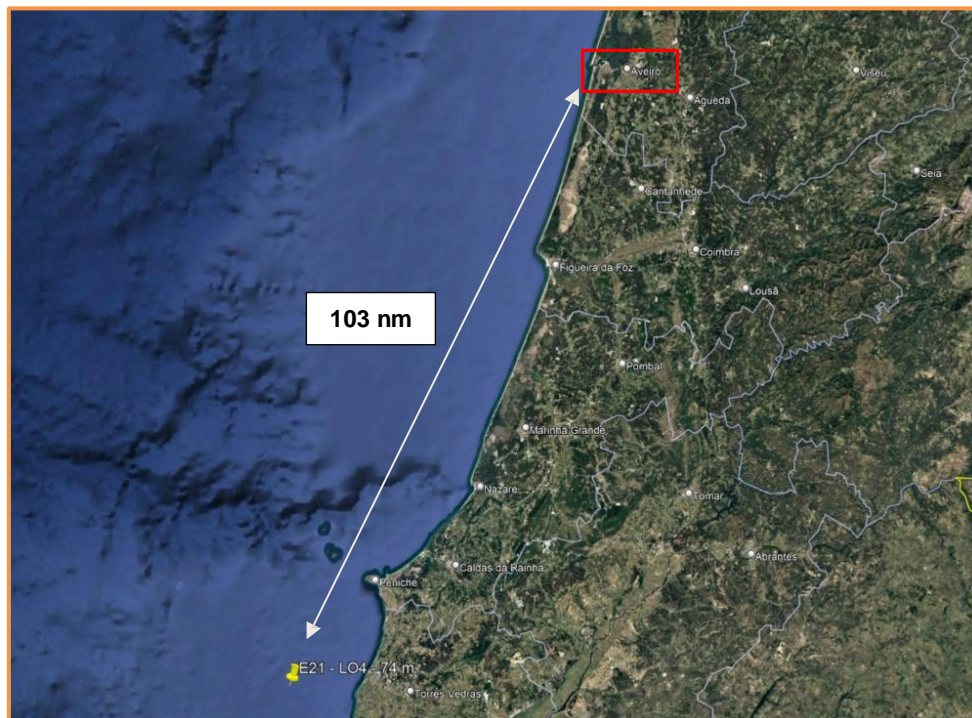 Aveiro
Viseu
Agueda
Seia
Cantanhede
Coimbra
Figueira da Foz
Lousã
103 nm
Pombal
Marinha Grande
Nazare
Tomar
Abrantes
Caldas da Rainha
Peniche
E21 - LO4 - 74 m
Torres Vedras